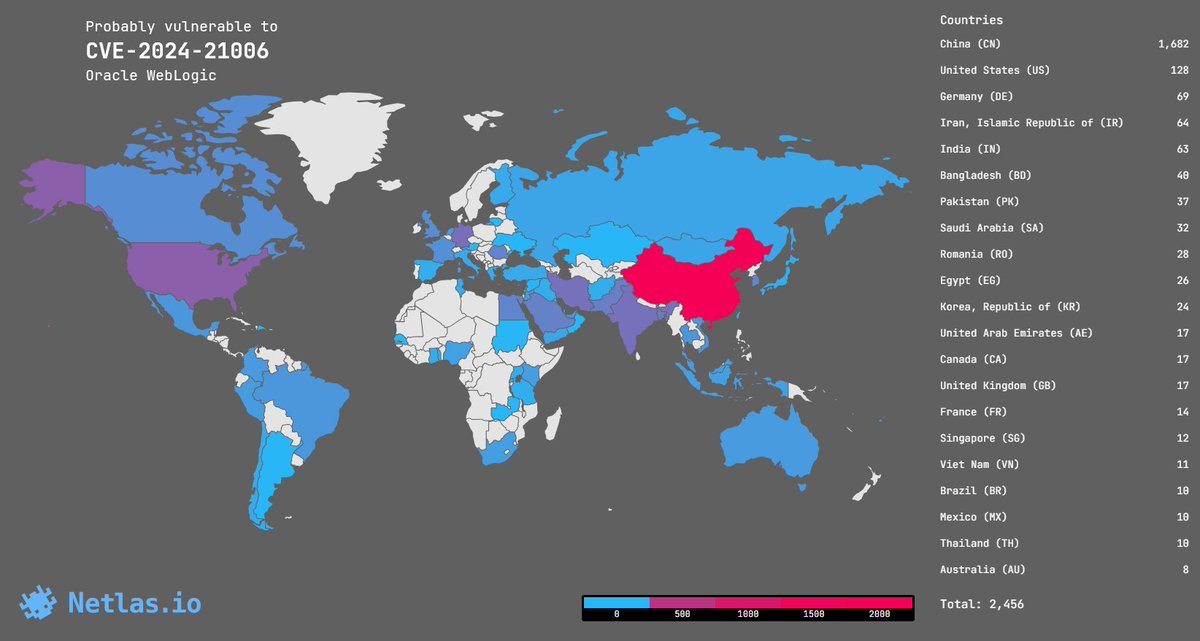 Probably vulnerable to
CVE-2024-21006
Oracle WebLogic
Countries
China (CN) 1,682
United States (US) 128
Germany (DE) 69
Iran, Islamic Republic of (IR) 64
India (IN) 63
Bangladesh (BD) 40
Pakistan (PK) 37
Saudi Arabia (SA) 32
Romania (RO) 28
Egypt (EG) 26
Korea, Republic of (KR) 24
United Arab Emirates (AE) 17
Canada (CA) 17
United Kingdom (GB) 17
France (FR) 14
Singapore (SG) 12
Viet Nam (VN) 11
Brazil (BR) 10
Mexico (MX) 10
Thailand (TH) 10
Australia (AU) 8
Total: 2,456
Netlas.io
0 500 1000 1500 2000